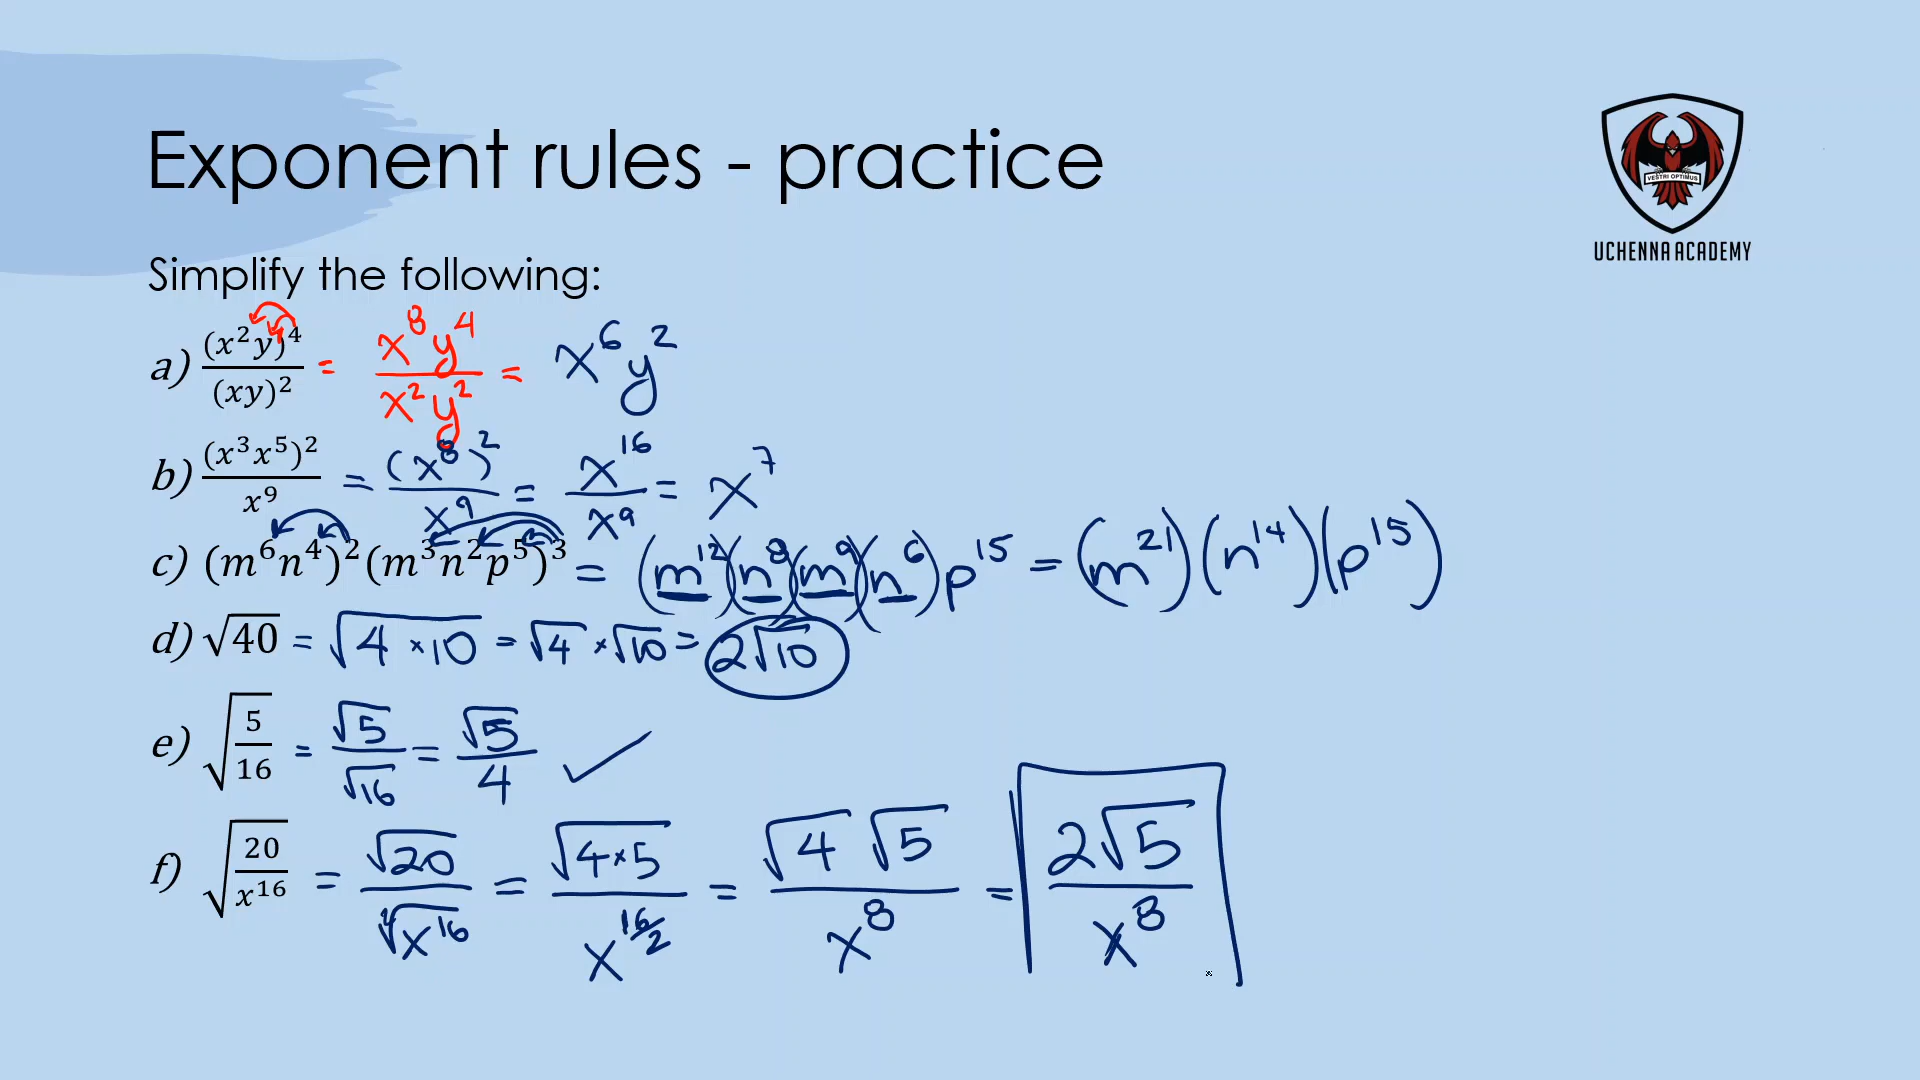 Exponent rules - practice
VESTRI OPTIMUS
UCHENNA ACADEMY
Simplify the following:
a) (x²y)⁴/(xy)² = x⁸y⁴/x²y² = x⁶y²
b) (x³x⁵)²/x⁹ = (x⁸)²/x⁹ = x¹⁶/x⁹ = x⁷
c) (m⁶n⁴)²(m³n²p⁵)³ = (m¹²)(n⁸)(m⁹)(n⁶)p¹⁵ = (m²¹)(n¹⁴)(p¹⁵)
d) √40 = √(4×10) = √4 × √10 = 2√10
e) √(5/16) = √5/√16 = √5/4 ✓
f) √(20/x¹⁶) = √20/√x¹⁶ = √(4×5)/x^(16/2) = √4 √5/x⁸ = 2√5/x⁸